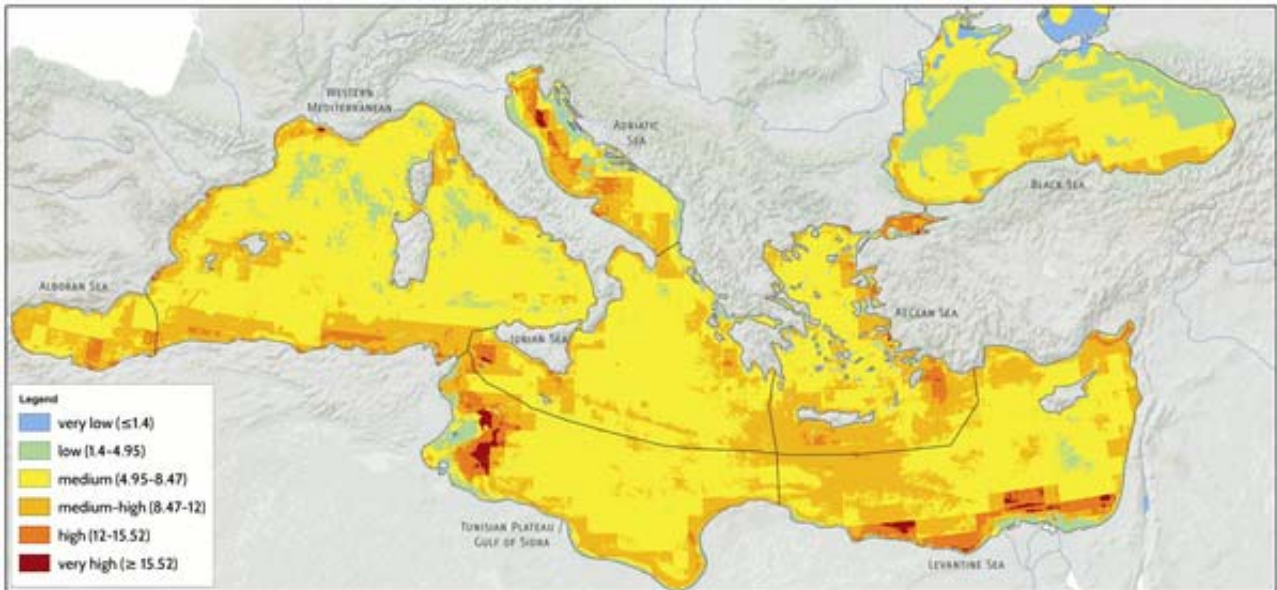 WESTERN
MEDITERRANEAN
ADRIATIC
SEA
BLACK SEA
ALBORAN SEA
IONIAN SEA
AEGEAN SEA
TUNISIAN PLATEAU /
GULF OF SIDRA
LEVANTINE SEA
Legend
very low (≤1.4)
low (1.4-4.95)
medium (4.95-8.47)
medium-high (8.47-12)
high (12-15.52)
very high (≥ 15.52)